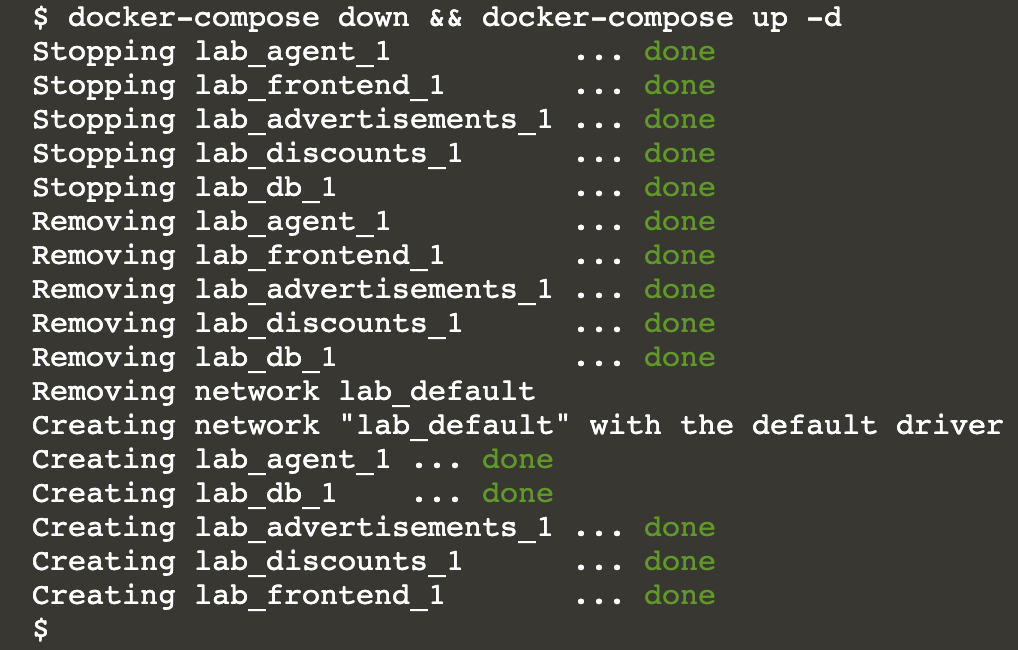 $ docker-compose down && docker-compose up -d
Stopping lab_agent_1          ... done
Stopping lab_frontend_1       ... done
Stopping lab_advertisements_1 ... done
Stopping lab_discounts_1      ... done
Stopping lab_db_1             ... done
Removing lab_agent_1          ... done
Removing lab_frontend_1       ... done
Removing lab_advertisements_1 ... done
Removing lab_discounts_1      ... done
Removing lab_db_1             ... done
Removing network lab_default
Creating network "lab_default" with the default driver
Creating lab_agent_1 ... done
Creating lab_db_1    ... done
Creating lab_advertisements_1 ... done
Creating lab_discounts_1      ... done
Creating lab_frontend_1       ... done
$